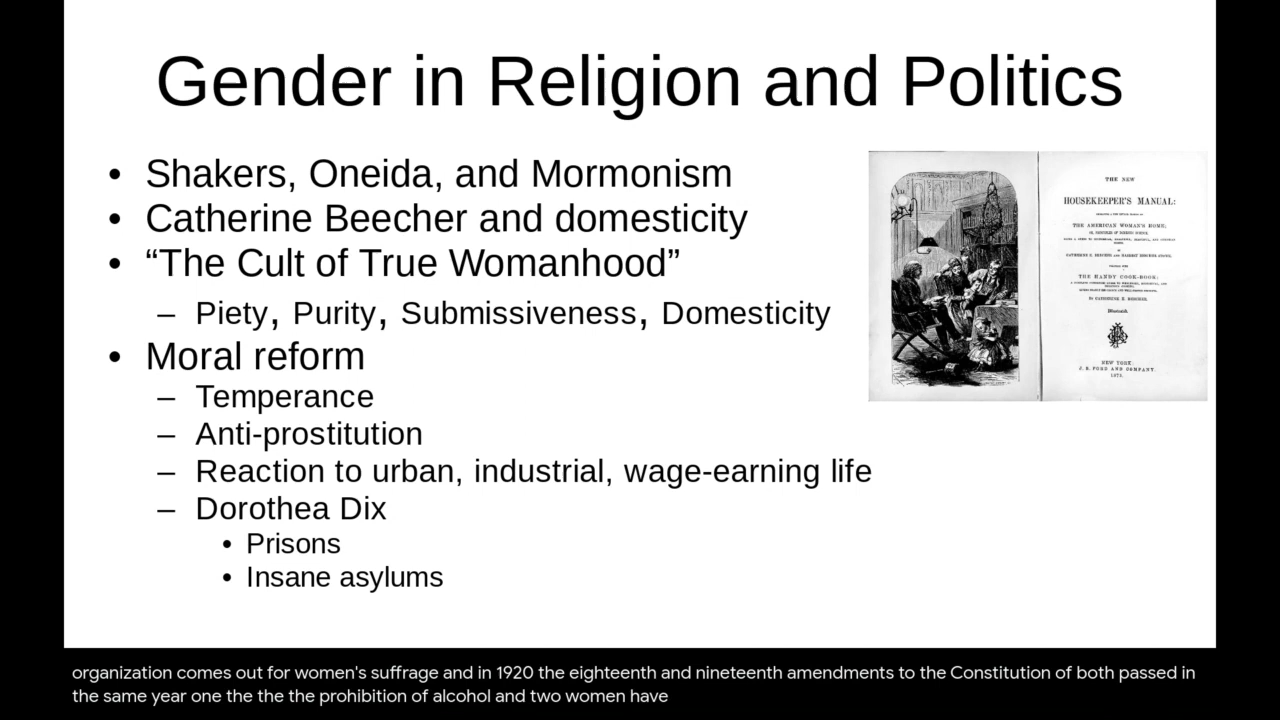 Gender in Religion and Politics
• Shakers, Oneida, and Mormonism
• Catherine Beecher and domesticity
• “The Cult of True Womanhood”
– Piety, Purity, Submissiveness, Domesticity
• Moral reform
– Temperance
– Anti-prostitution
– Reaction to urban, industrial, wage-earning life
– Dorothea Dix
• Prisons
• Insane asylums
THE NEW
HOUSEKEEPER'S MANUAL:
THE AMERICAN WOMAN'S HOME;
THE HANDY COOK-BOOK:
BY CATHERINE E. BEECHER.
Illustrated.
NEW YORK:
J. B. FORD AND COMPANY.
1873.
organization comes out for women's suffrage and in 1920 the eighteenth and nineteenth amendments to the Constitution of both passed in
the same year one the the the prohibition of alcohol and two women have